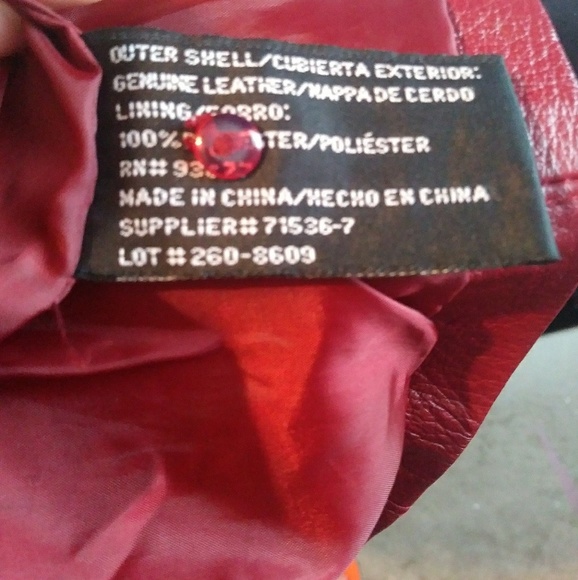 OUTER SHELL/CUBIERTA EXTERIOR:
GENUINE LEATHER/NAPPA DE CERDO
LINING/FORRO:
100% POLIÉSTER
RN# 93
MADE IN CHINA/HECHO EN CHINA
SUPPLIER# 71536-7
LOT # 260-8609